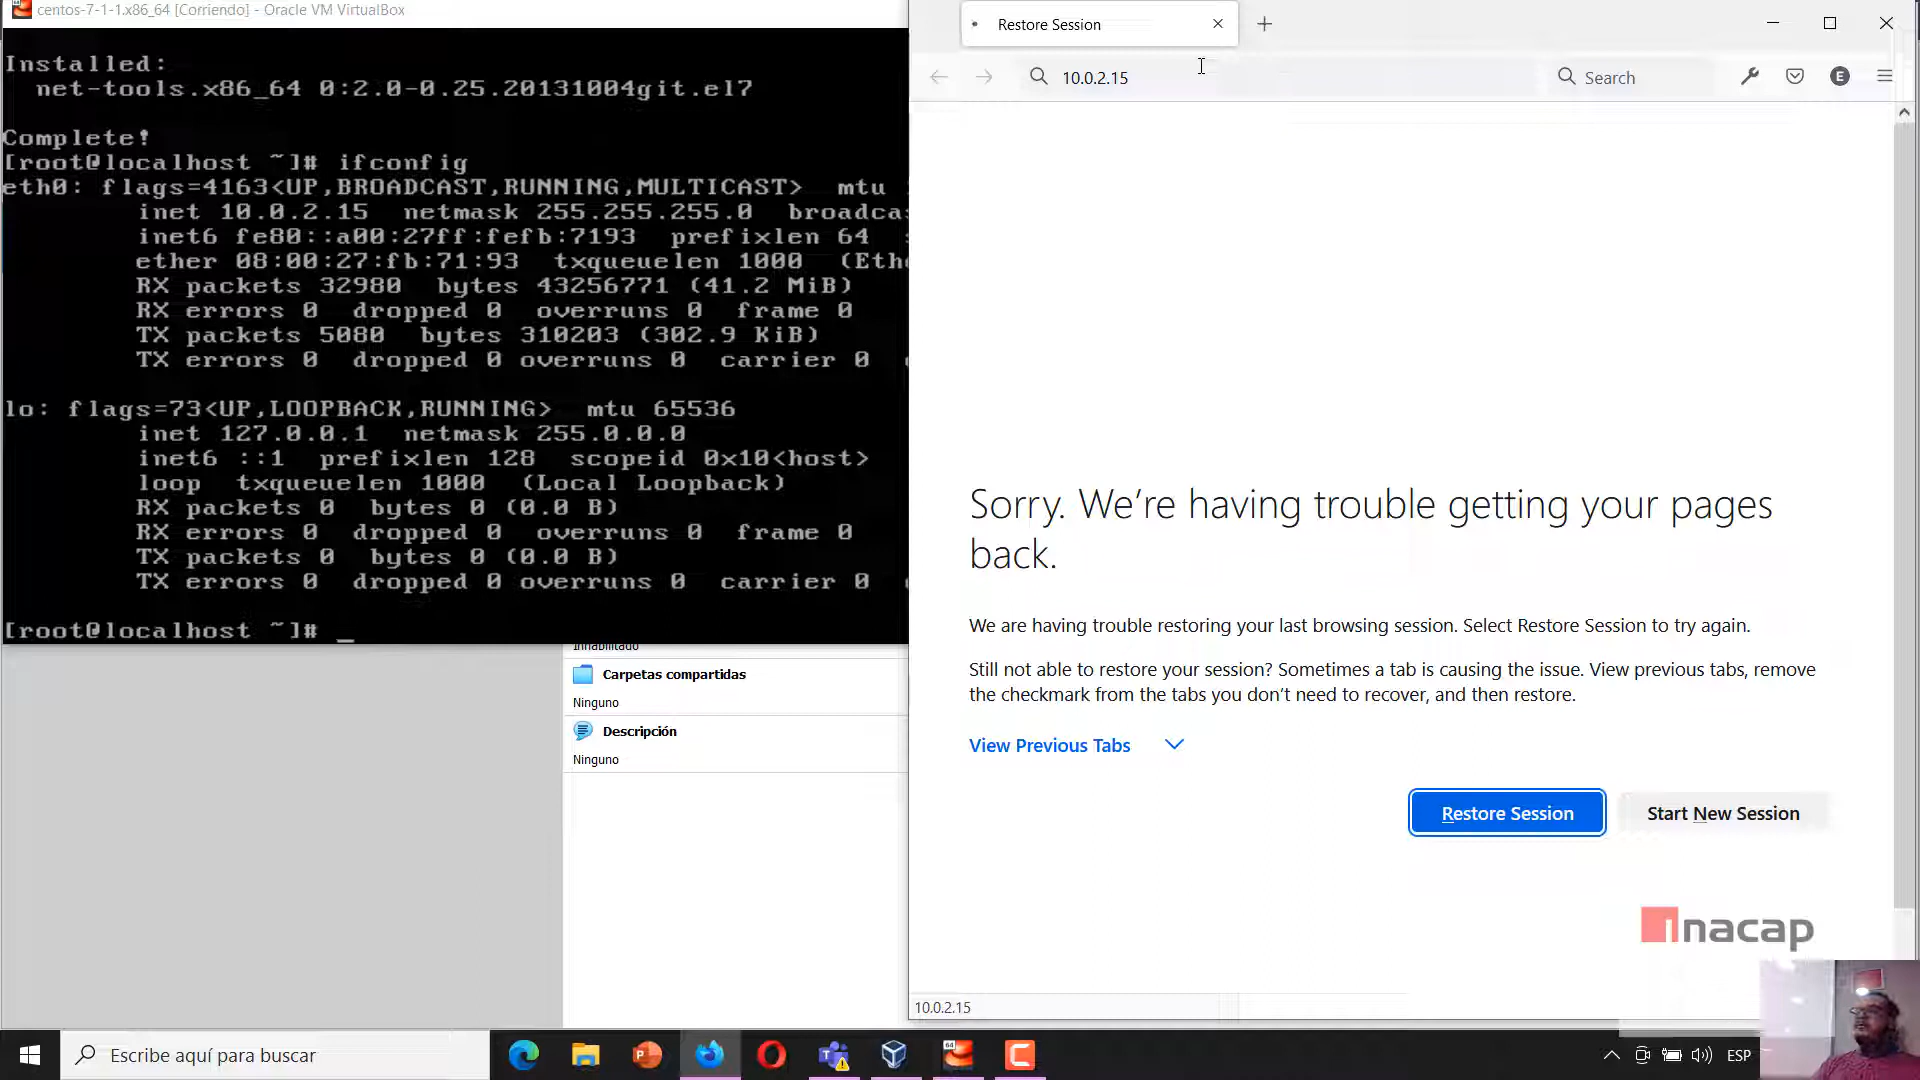 centos-7-1-1.x86_64 [Corriendo] - Oracle VM VirtualBox
Installed:
net-tools.x86_64 0:2.0-0.25.20131004git.el7
Complete!
[root@localhost ~]# ifconfig
eth0: flags=4163<UP,BROADCAST,RUNNING,MULTICAST> mtu
inet 10.0.2.15 netmask 255.255.255.0 broadcas
inet6 fe80::a00:27ff:fefb:7193 prefixlen 64
ether 08:00:27:fb:71:93 txqueuelen 1000 (Eth
RX packets 32980 bytes 43256771 (41.2 MiB)
RX errors 0 dropped 0 overruns 0 frame 0
TX packets 5080 bytes 310203 (302.9 KiB)
TX errors 0 dropped 0 overruns 0 carrier 0
lo: flags=73<UP,LOOPBACK,RUNNING> mtu 65536
inet 127.0.0.1 netmask 255.0.0.0
inet6 ::1 prefixlen 128 scopeid 0x10<host>
loop txqueuelen 1000 (Local Loopback)
RX packets 0 bytes 0 (0.0 B)
RX errors 0 dropped 0 overruns 0 frame 0
TX packets 0 bytes 0 (0.0 B)
TX errors 0 dropped 0 overruns 0 carrier 0
[root@localhost ~]# _
Inhabilitado
Carpetas compartidas
Ninguno
Descripción
Ninguno
Restore Session
10.0.2.15
Search
E
Sorry. We're having trouble getting your pages
back.
We are having trouble restoring your last browsing session. Select Restore Session to try again.
Still not able to restore your session? Sometimes a tab is causing the issue. View previous tabs, remove
the checkmark from the tabs you don't need to recover, and then restore.
View Previous Tabs
Restore Session
Start New Session
inacap
10.0.2.15
Escribe aquí para buscar
ESP